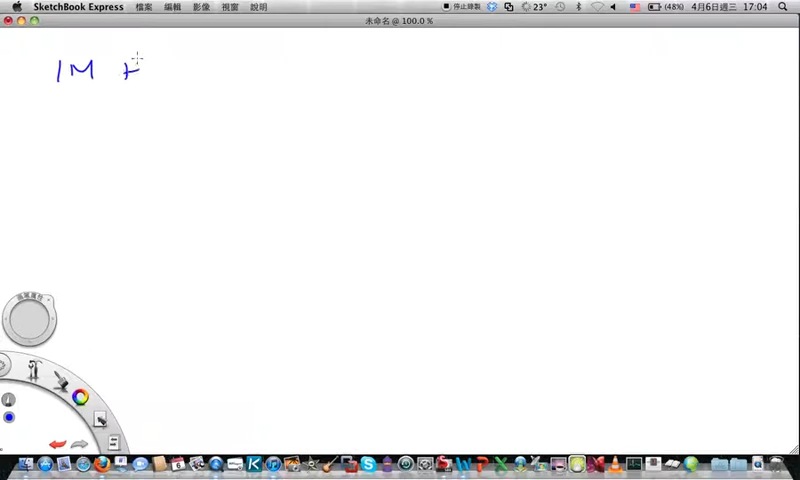 SketchBook Express 檔案 編輯 影像 視窗 說明 停止錄製 23° (48%) 4月6日週三 17:04
未命名 @ 100.0 %
1M